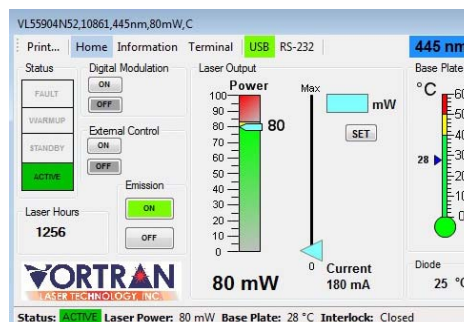 VL55904N52,10861,445nm,80mW,C
Print... Home Information Terminal USB RS-232 445 nm
Status
FAULT
WARMUP
STANDBY
ACTIVE
Digital Modulation
ON
OFF
External Control
ON
OFF
Emission
ON
OFF
Laser Hours
1256
VORTRAN
LASER TECHNOLOGY, INC.
Laser Output
Power
100
90
80
70
60
50
40
30
20
10
0
80
80 mW
Max
0
mW
SET
Current
180 mA
Base Plate
°C
60
50
40
30
20
10
0
28
Diode
25 °C
Status: ACTIVE Laser Power: 80 mW Base Plate: 28 °C Interlock: Closed